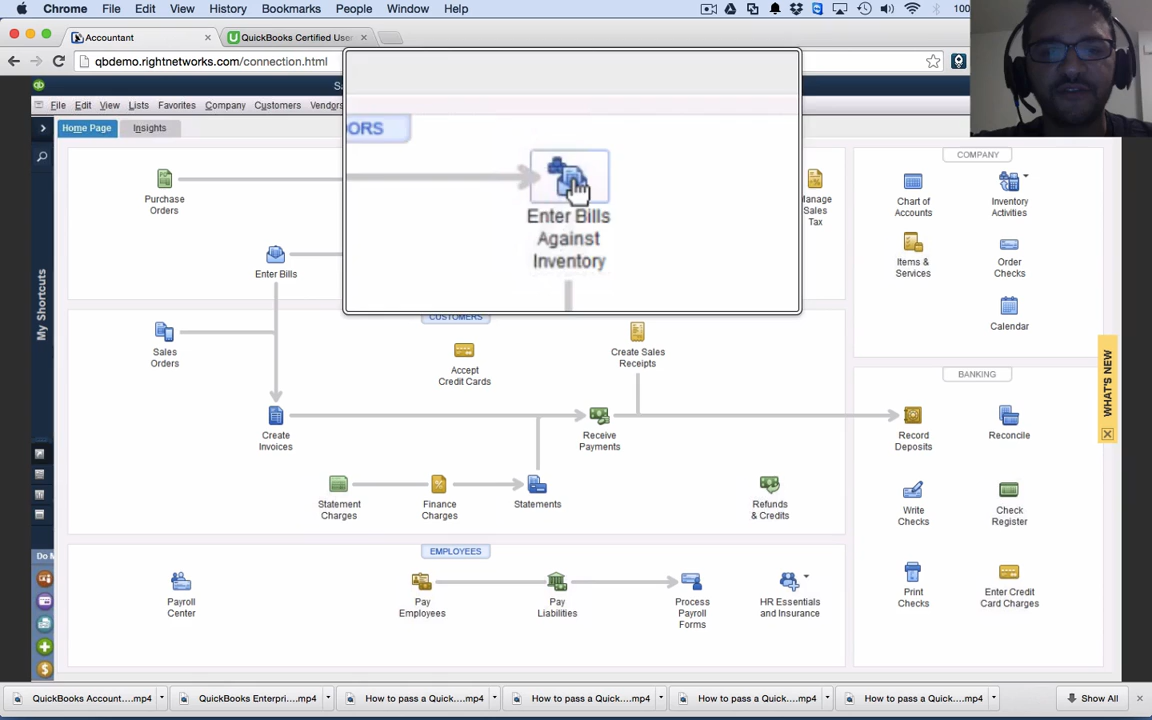 Chrome File Edit View History Bookmarks People Window Help 100
Accountant
QuickBooks Certified User
qbdemo.rightnetworks.com/connection.html
File Edit View Lists Favorites Company Customers Vendors
Home Page Insights
My Shortcuts
Do M
ORS
Enter Bills
Against
Inventory
Purchase
Orders
Enter Bills
Manage
Sales
Tax
CUSTOMERS
Sales
Orders
Accept
Credit Cards
Create Sales
Receipts
Create
Invoices
Receive
Payments
Statement
Charges
Finance
Charges
Statements
Refunds
& Credits
EMPLOYEES
Payroll
Center
Pay
Employees
Pay
Liabilities
Process
Payroll
Forms
HR Essentials
and Insurance
COMPANY
Chart of
Accounts
Inventory
Activities
Items &
Services
Order
Checks
Calendar
BANKING
Record
Deposits
Reconcile
Write
Checks
Check
Register
Print
Checks
Enter Credit
Card Charges
WHAT'S NEW
QuickBooks Account....mp4
QuickBooks Enterpri....mp4
How to pass a Quick....mp4
How to pass a Quick....mp4
How to pass a Quick....mp4
How to pass a Quick....mp4
Show All